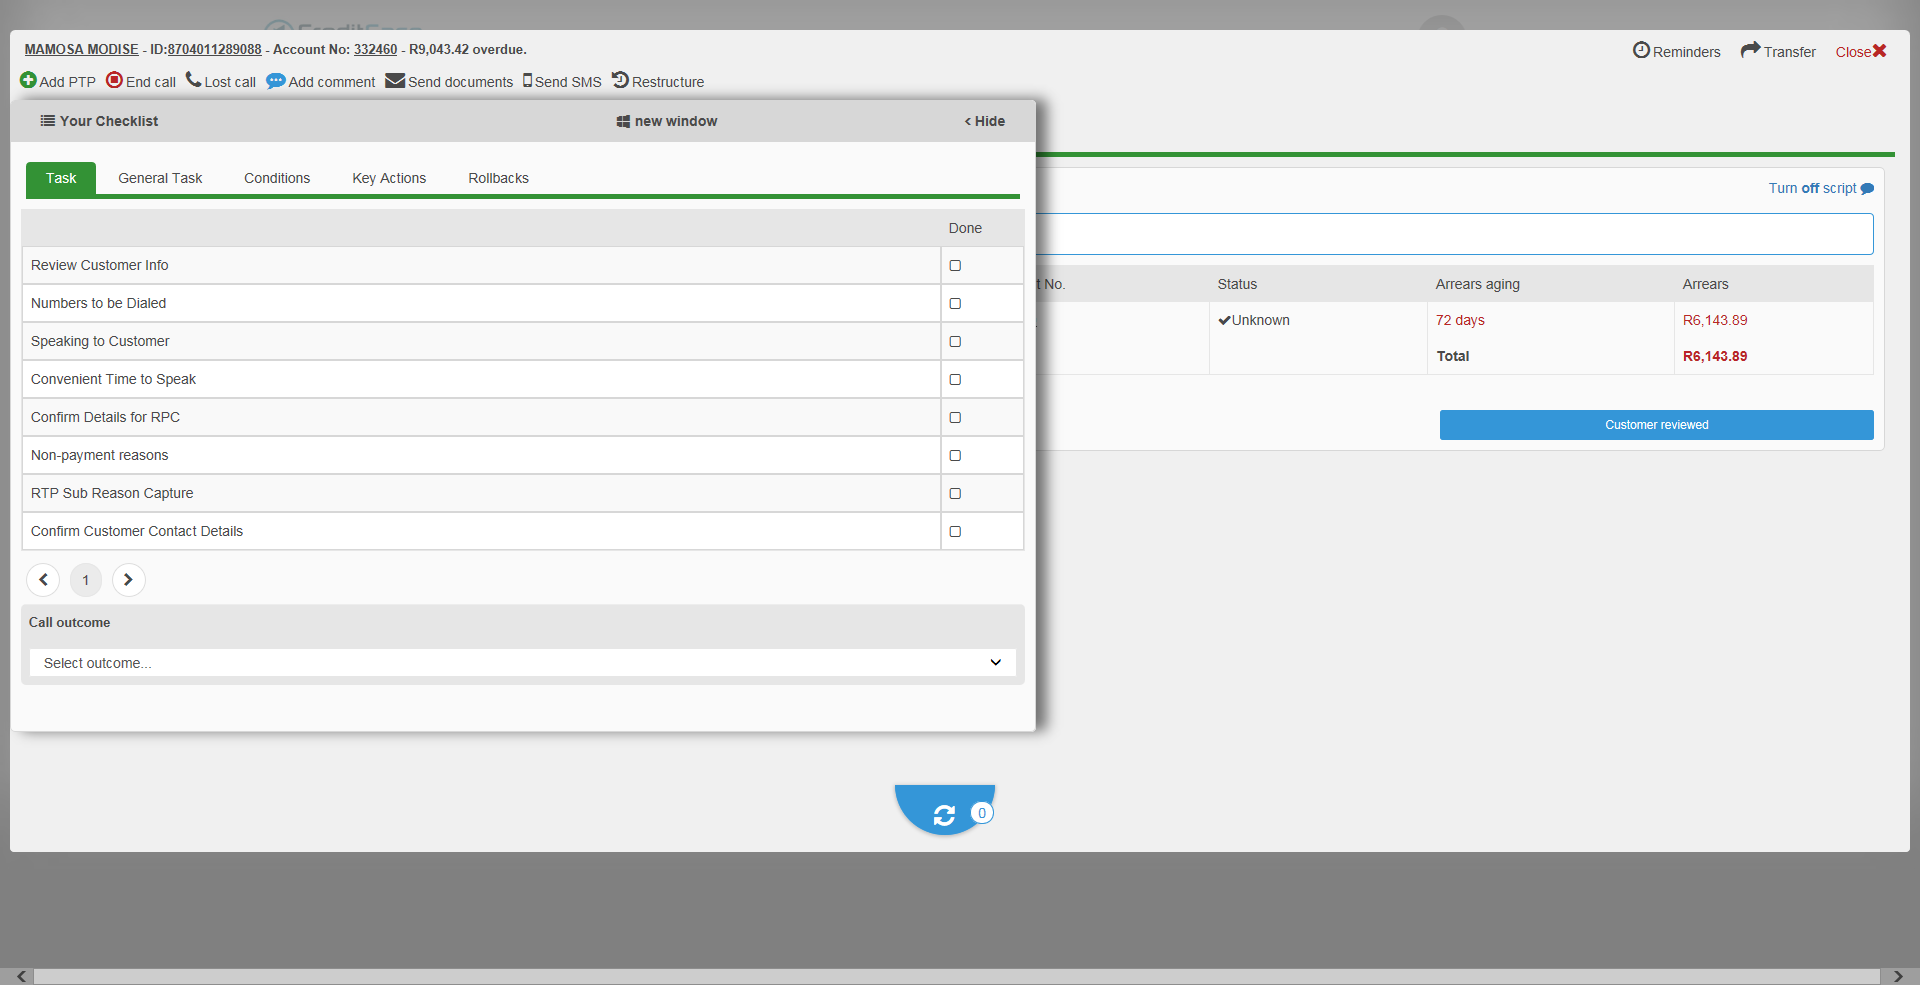 MAMOSA MODISE - ID:8704011289088 - Account No: 332460 - R9,043.42 overdue.
Reminders Transfer Close
Add PTP End call Lost call Add comment Send documents Send SMS Restructure
Your Checklist new window < Hide
Task General Task Conditions Key Actions Rollbacks
Turn off script
Done
Review Customer Info
Numbers to be Dialed
Speaking to Customer
Convenient Time to Speak
Confirm Details for RPC
Non-payment reasons
RTP Sub Reason Capture
Confirm Customer Contact Details
t No. Status Arrears aging Arrears
Unknown 72 days R6,143.89
Total R6,143.89
Customer reviewed
1
Call outcome
Select outcome...
0